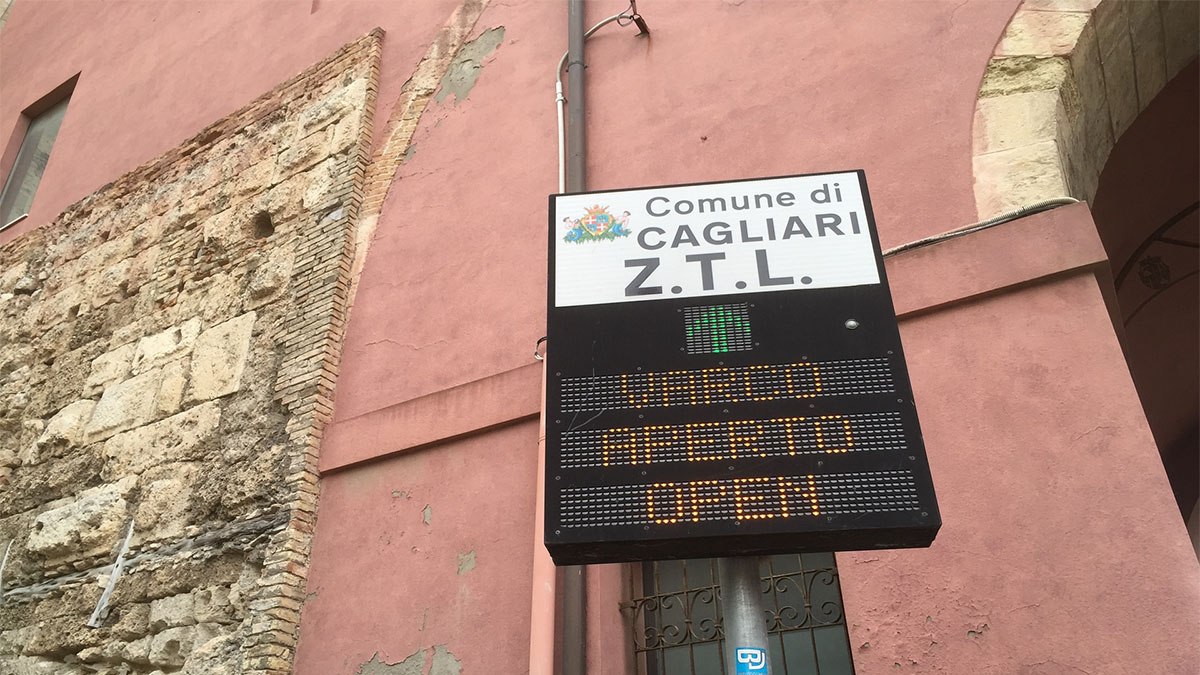 Comune di
CAGLIARI
Z.T.L.
VARCO
APERTO
OPEN